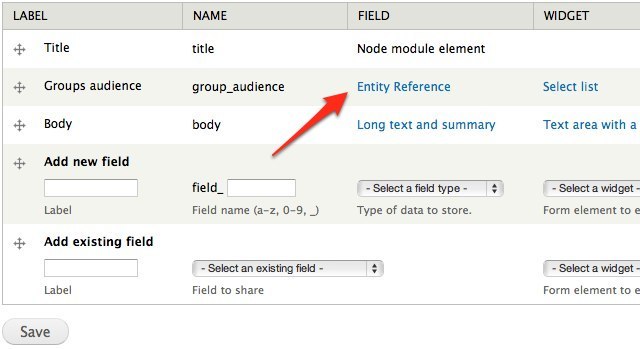 LABEL NAME FIELD WIDGET
Title title Node module element
Groups audience group_audience Entity Reference Select list
Body body Long text and summary Text area with a
Add new field
field_ - Select a field type - - Select a widget -
Label Field name (a-z, 0-9, _) Type of data to store. Form element to e
Add existing field
- Select an existing field - - Select a widget -
Label Field to share Form element to e
Save